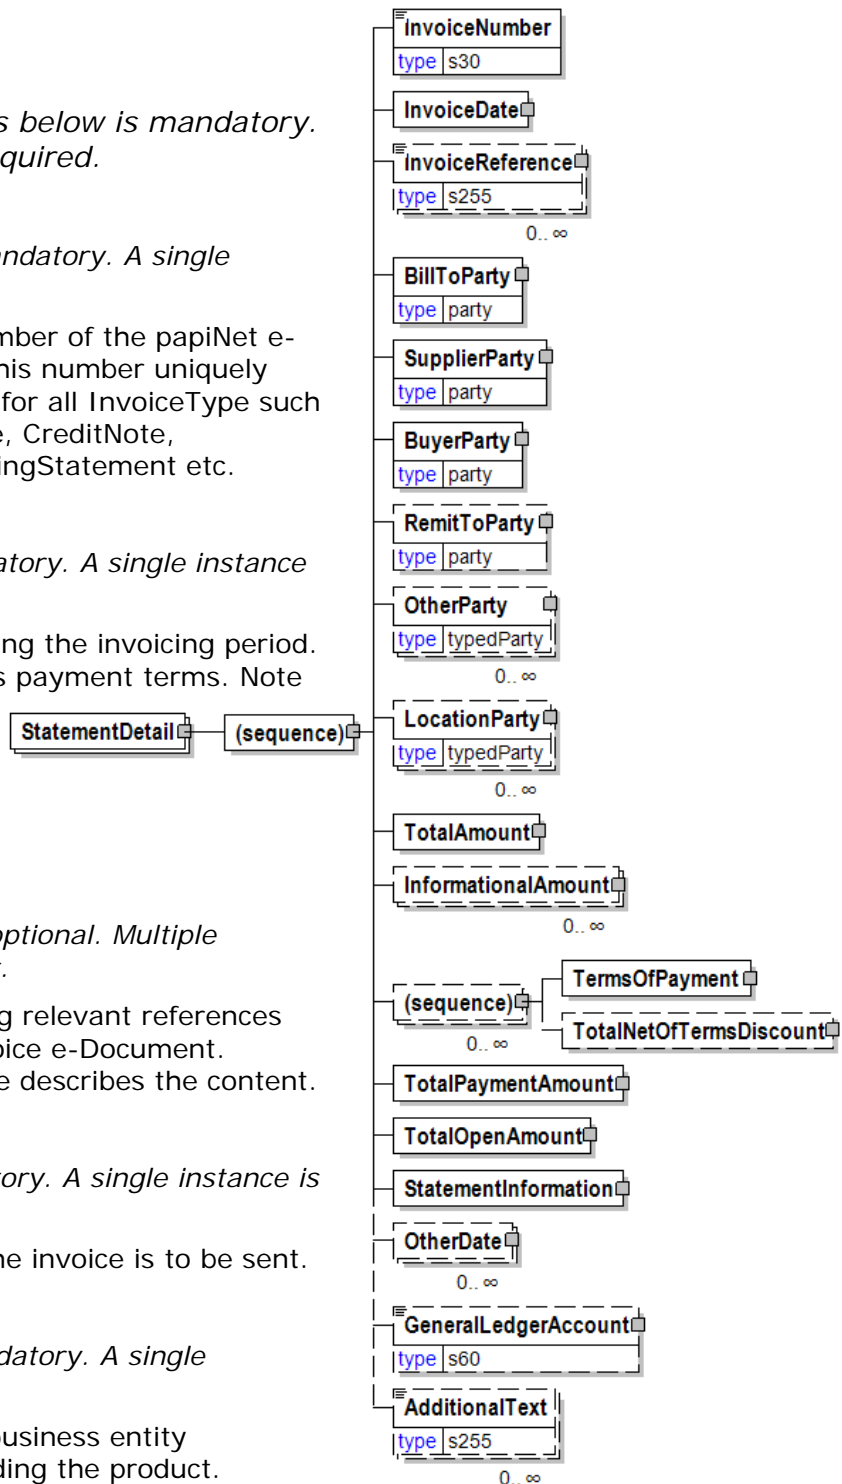 s below is mandatory.
quired.
andatory. A single
mber of the papiNet e-
his number uniquely
for all InvoiceType such
e, CreditNote,
ingStatement etc.
atory. A single instance
ing the invoicing period.
s payment terms. Note
StatementDetail
(sequence)
optional. Multiple
.
g relevant references
oice e-Document.
e describes the content.
ory. A single instance is
he invoice is to be sent.
datory. A single
ousiness entity
ding the product.
InvoiceNumber
type s30
InvoiceDate
InvoiceReference
type s255
0.. ∞
BillToParty
type party
SupplierParty
type party
BuyerParty
type party
RemitToParty
type party
OtherParty
type typedParty
0.. ∞
LocationParty
type typedParty
0.. ∞
TotalAmount
InformationalAmount
0.. ∞
(sequence)
0.. ∞
TermsOfPayment
TotalNetOfTermsDiscount
TotalPaymentAmount
TotalOpenAmount
StatementInformation
OtherDate
0.. ∞
GeneralLedgerAccount
type s60
AdditionalText
type s255
0.. ∞